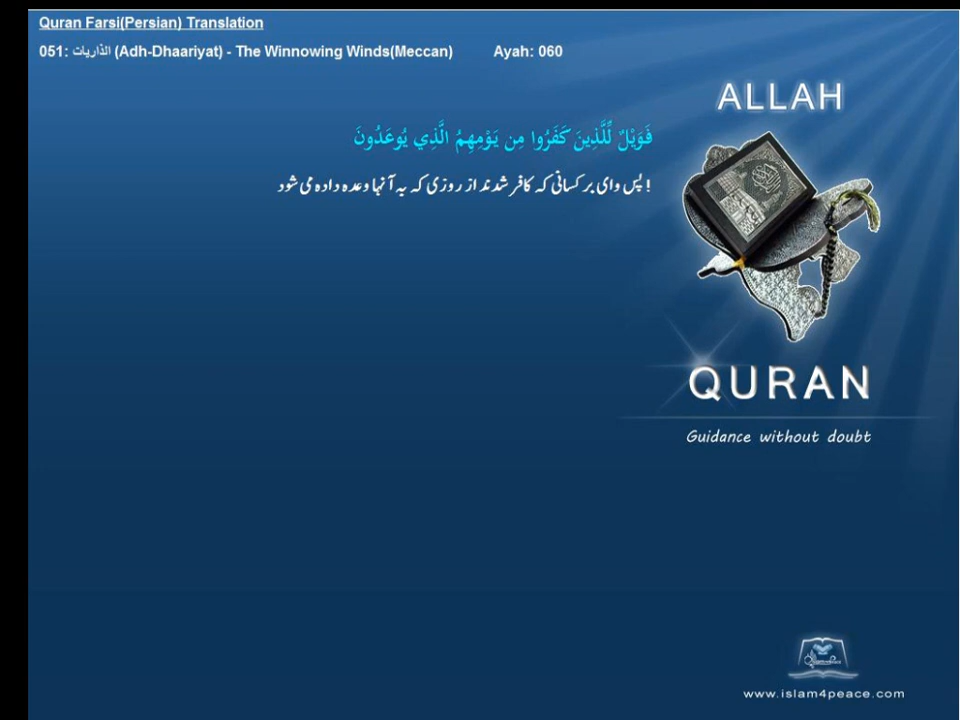 Quran Farsi(Persian) Translation
051: الذاريات (Adh-Dhaariyat) - The Winnowing Winds(Meccan) Ayah: 060
ALLAH
فَوَيْلٌ لِّلَّذِينَ كَفَرُوا مِن يَوْمِهِمُ الَّذِي يُوعَدُونَ
! پس وای بر کسانی که کافر شدند از روزی که به آنها وعده داده می شود
QURAN
Guidance without doubt
www.islam4peace.com